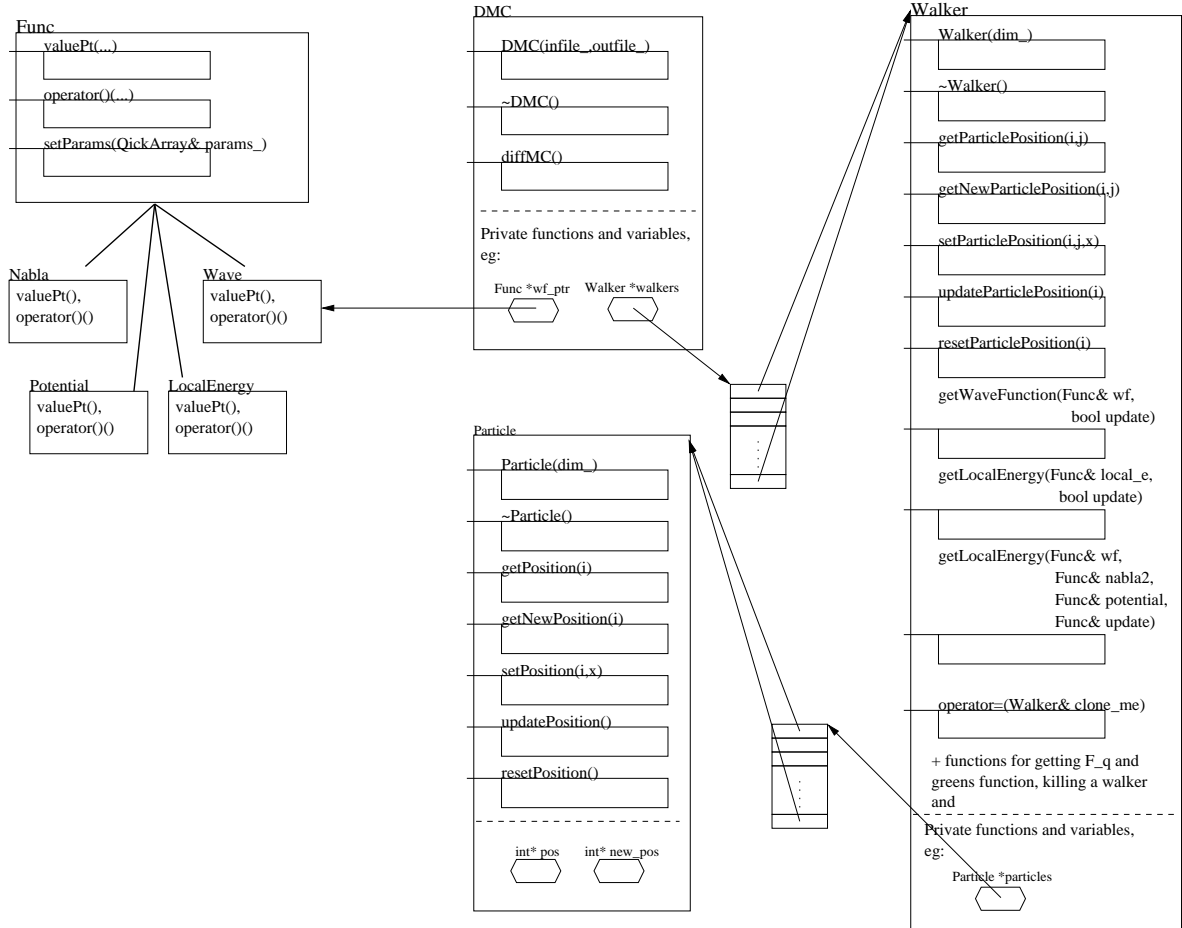 Func
valuePt(...)
operator()(...)
setParams(QickArray& params_)
Nabla
valuePt(),
operator()()
Wave
valuePt(),
operator()()
Potential
valuePt(),
operator()()
LocalEnergy
valuePt(),
operator()()
DMC
DMC(infile_,outfile_)
~DMC()
diffMC()
Private functions and variables,
eg:
Func *wf_ptr
Walker *walkers
Particle
Particle(dim_)
~Particle()
getPosition(i)
getNewPosition(i)
setPosition(i,x)
updatePosition()
resetPosition()
int* pos
int* new_pos
Walker
Walker(dim_)
~Walker()
getParticlePosition(i,j)
getNewParticlePosition(i,j)
setParticlePosition(i,j,x)
updateParticlePosition(i)
resetParticlePosition(i)
getWaveFunction(Func& wf,
bool update)
getLocalEnergy(Func& local_e,
bool update)
getLocalEnergy(Func& wf,
Func& nabla2,
Func& potential,
Func& update)
operator=(Walker& clone_me)
+ functions for getting F_q and
greens function, killing a walker
and
Private functions and variables,
eg:
Particle *particles